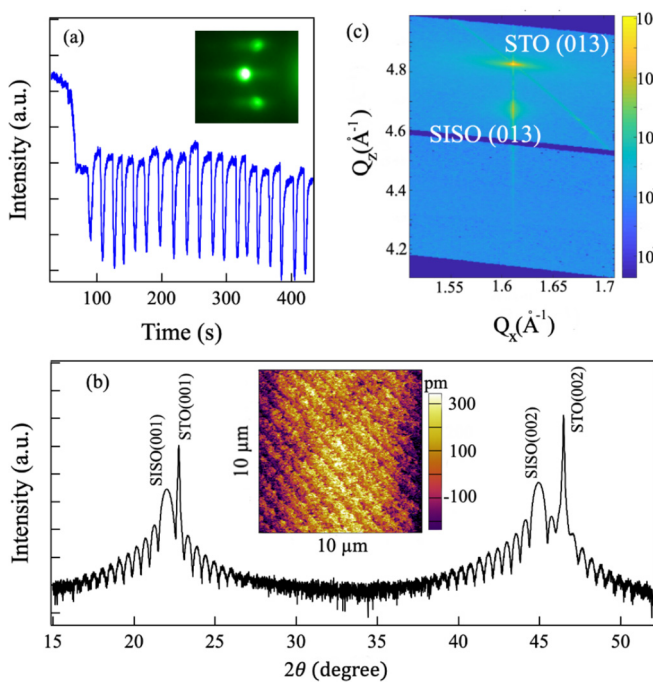 (a)
Intensity (a.u.)
100
200
300
400
Time (s)
(c)
STO (013)
SISO (013)
4.8
4.6
4.4
4.2
Q_z(Å⁻¹)
1.55
1.6
1.65
1.7
Q_x(Å⁻¹)
10
10
10
10
10
(b)
Intensity (a.u.)
SISO(001)
STO(001)
10 µm
10 µm
pm
300
100
-100
SISO(002)
STO(002)
15
20
25
30
35
40
45
50
2θ (degree)